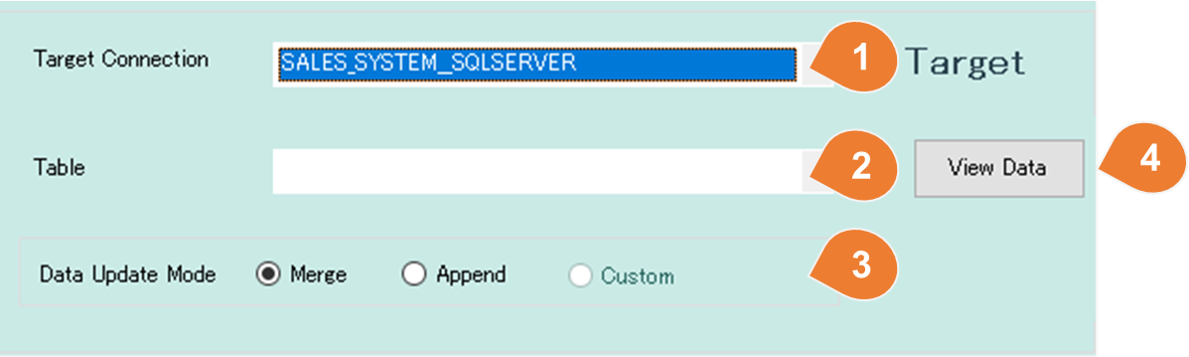 Target Connection SALES_SYSTEM_SQLSERVER 1 Target
Table 2 View Data 4
Data Update Mode Merge Append Custom 3